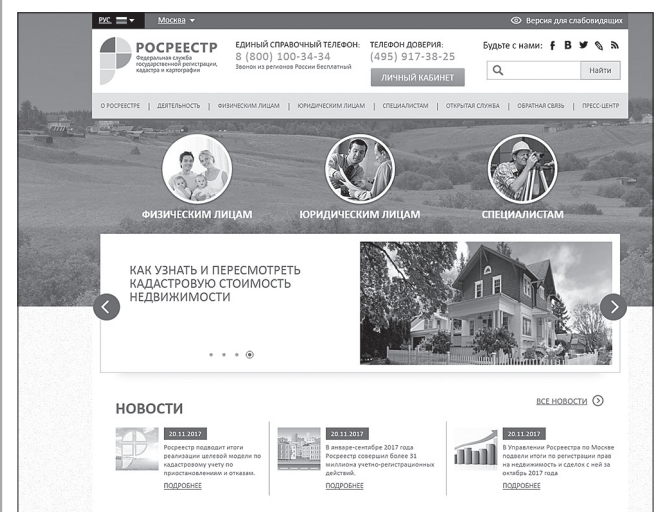 РУС Москва Версия для слабовидящих
РОСРЕЕСТР
Федеральная служба
государственной регистрации,
кадастра и картографии
ЕДИНЫЙ СПРАВОЧНЫЙ ТЕЛЕФОН:
8 (800) 100-34-34
Звонок из регионов России бесплатный
ТЕЛЕФОН ДОВЕРИЯ:
(495) 917-38-25
ЛИЧНЫЙ КАБИНЕТ
Будьте с нами:
Найти
О РОСРЕЕСТРЕ | ДЕЯТЕЛЬНОСТЬ | ФИЗИЧЕСКИМ ЛИЦАМ | ЮРИДИЧЕСКИМ ЛИЦАМ | СПЕЦИАЛИСТАМ | ОТКРЫТАЯ СЛУЖБА | ОБРАТНАЯ СВЯЗЬ | ПРЕСС-ЦЕНТР
ФИЗИЧЕСКИМ ЛИЦАМ ЮРИДИЧЕСКИМ ЛИЦАМ СПЕЦИАЛИСТАМ
КАК УЗНАТЬ И ПЕРЕСМОТРЕТЬ
КАДАСТРОВУЮ СТОИМОСТЬ
НЕДВИЖИМОСТИ
НОВОСТИ
ВСЕ НОВОСТИ
20.11.2017
Росреестр подводит итоги
реализации целевой модели по
кадастровому учету по
приостановлениям и отказам.
ПОДРОБНЕЕ
20.11.2017
В январе-сентябре 2017 года
Росреестр совершил более 31
миллиона учетно-регистрационных
действий.
ПОДРОБНЕЕ
20.11.2017
В Управлении Росреестра по Москве
подвели итоги по регистрации прав
на недвижимость и сделок с ней за
октябрь 2017 года
ПОДРОБНЕЕ